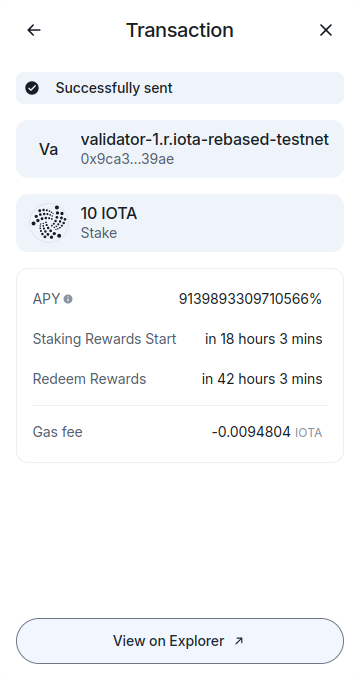 Transaction
Successfully sent
Va
validator-1.r.iota-rebased-testnet
0x9ca3...39ae
10 IOTA
Stake
APY 9139893309710566%
Staking Rewards Start in 18 hours 3 mins
Redeem Rewards in 42 hours 3 mins
Gas fee -0.0094804 IOTA
View on Explorer